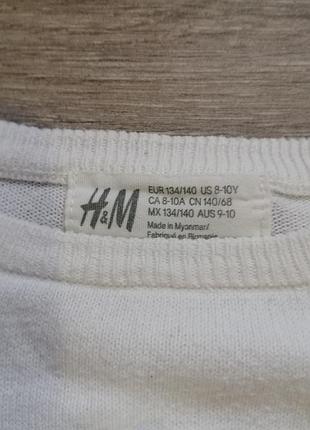 H&M
EUR 134/140 US 8-10Y
CA 8-10A CN 140/68
MX 134/140 AUS 9-10
Made in Myanmar/
Fabriqué en Birmanie